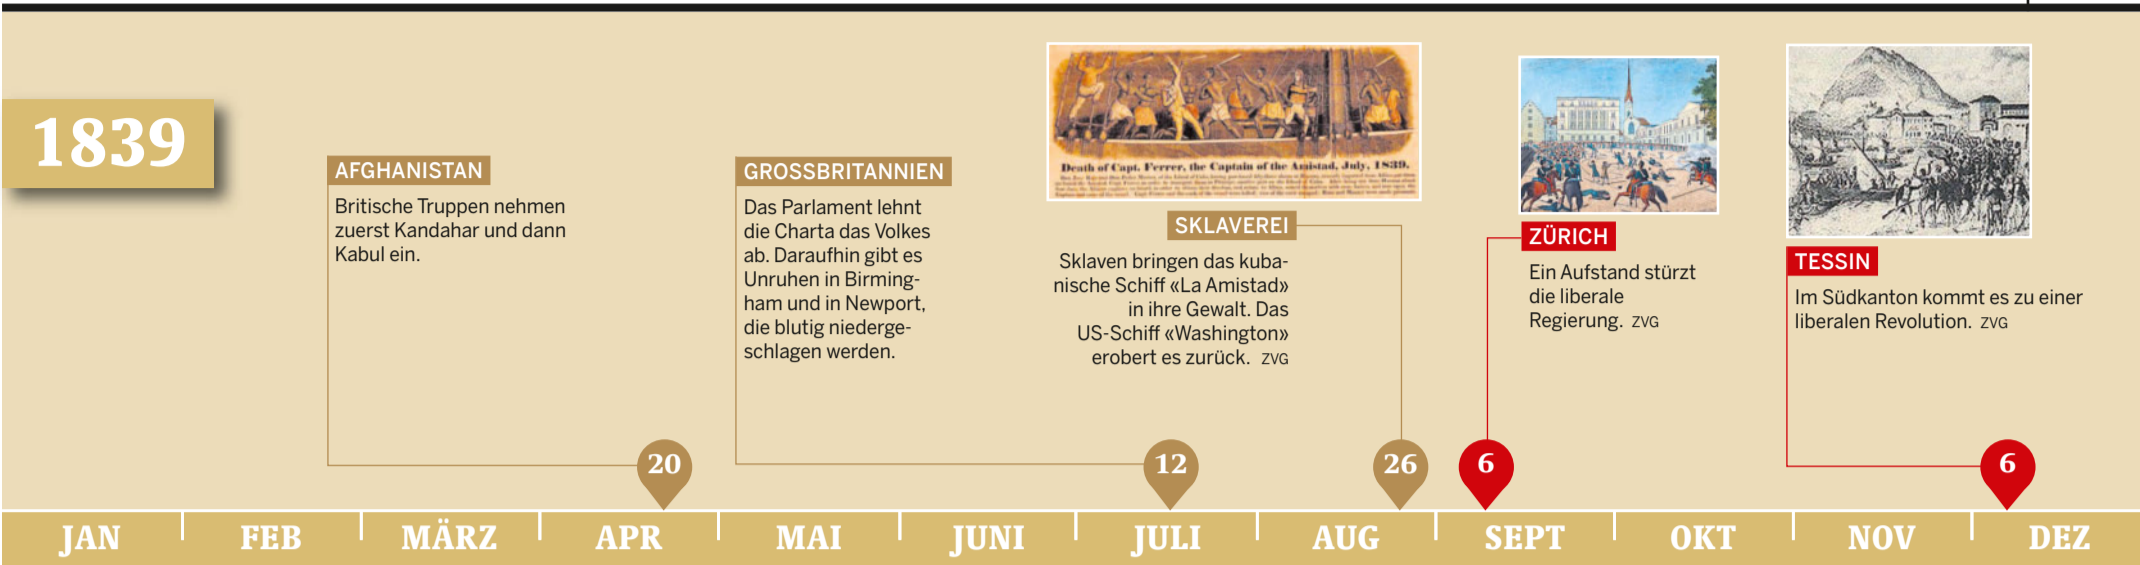 1839
AFGHANISTAN
Britische Truppen nehmen
zuerst Kandahar und dann
Kabul ein.
GROSSBRITANNIEN
Das Parlament lehnt
die Charta das Volkes
ab. Daraufhin gibt es
Unruhen in Birming-
ham und in Newport,
die blutig niederge-
schlagen werden.
Death of Capt. Ferrer, the Captain of the Amistad, July, 1839.
SKLAVEREI
Sklaven bringen das kuba-
nische Schiff «La Amistad»
in ihre Gewalt. Das
US-Schiff «Washington»
erobert es zurück. ZVG
ZÜRICH
Ein Aufstand stürzt
die liberale
Regierung. ZVG
TESSIN
Im Südkanton kommt es zu einer
liberalen Revolution. ZVG
20
12
26
6
6
JAN FEB MÄRZ APR MAI JUNI JULI AUG SEPT OKT NOV DEZ